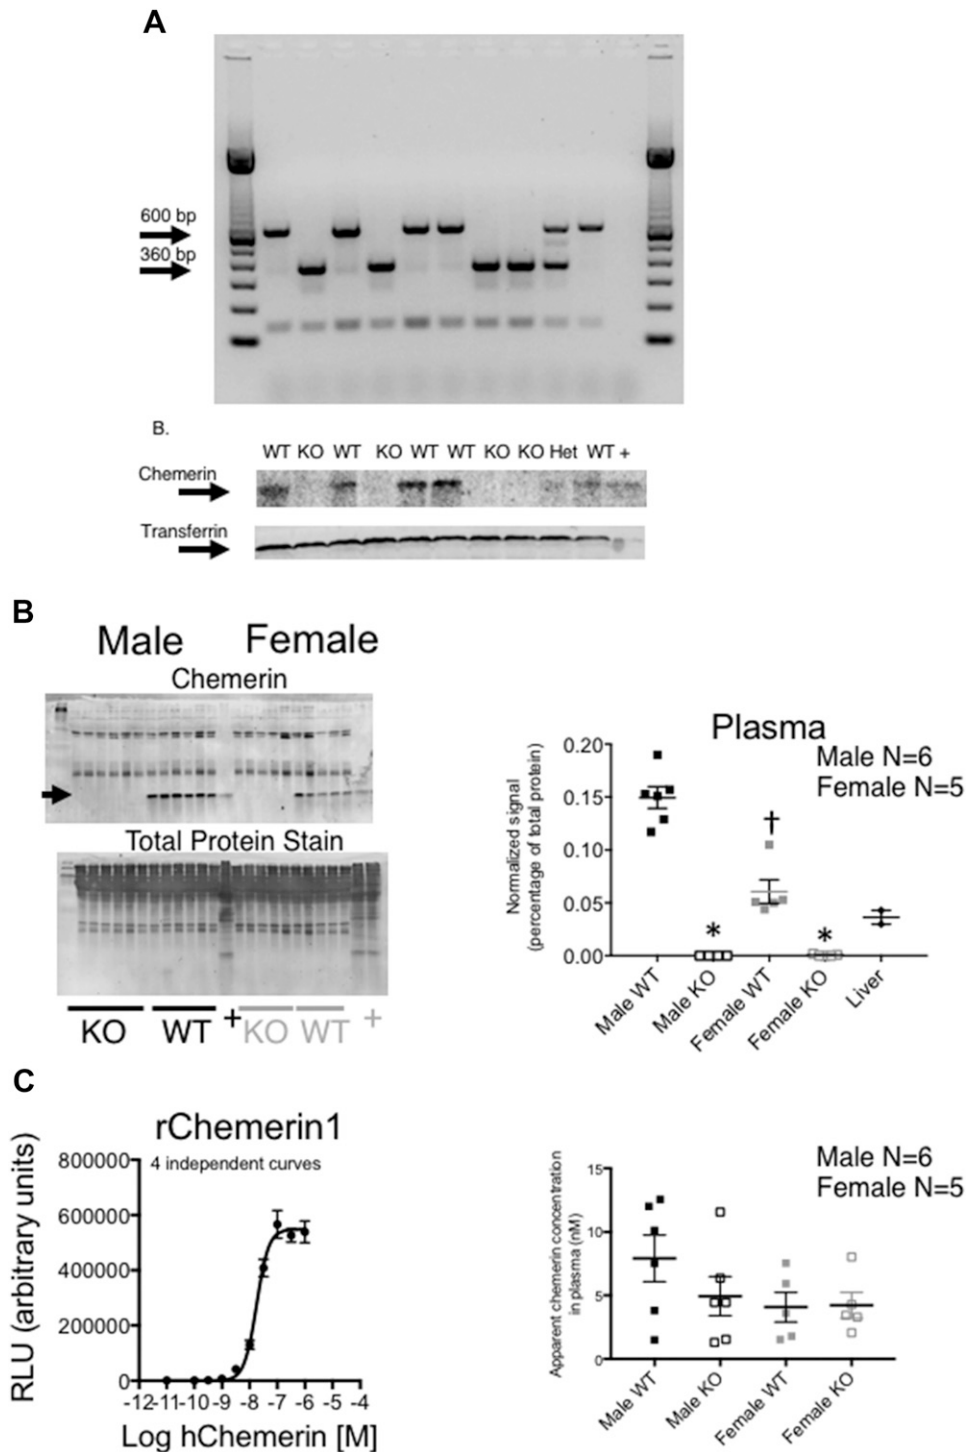 A
600 bp
360 bp
B.
WT KO WT KO WT WT KO KO Het WT +
Chemerin
Transferrin
B
Male Female
Chemerin
Total Protein Stain
KO WT + KO WT +
Plasma
Male N=6
Female N=5
Normalized signal
(percentage of total protein)
0.20
0.15
0.10
0.05
0.00
†
*
*
Male WT
Male KO
Female WT
Female KO
Liver
C
rChemerin1
4 independent curves
RLU (arbitrary units)
800000
600000
400000
200000
0
-12 -11 -10 -9 -8 -7 -6 -5 -4
Log hChemerin [M]
Male N=6
Female N=5
Apparent chemerin concentration
in plasma (nM)
15
10
5
0
Male WT
Male KO
Female WT
Female KO